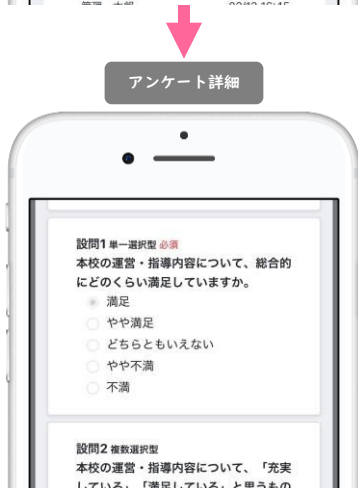 アンケート詳細
設問1 単一選択型 必須
本校の運営・指導内容について、総合的
にどのくらい満足していますか。
満足
やや満足
どちらともいえない
やや不満
不満
設問2 複数選択型
本校の運営・指導内容について、「充実
している」「満足している」と思うもの